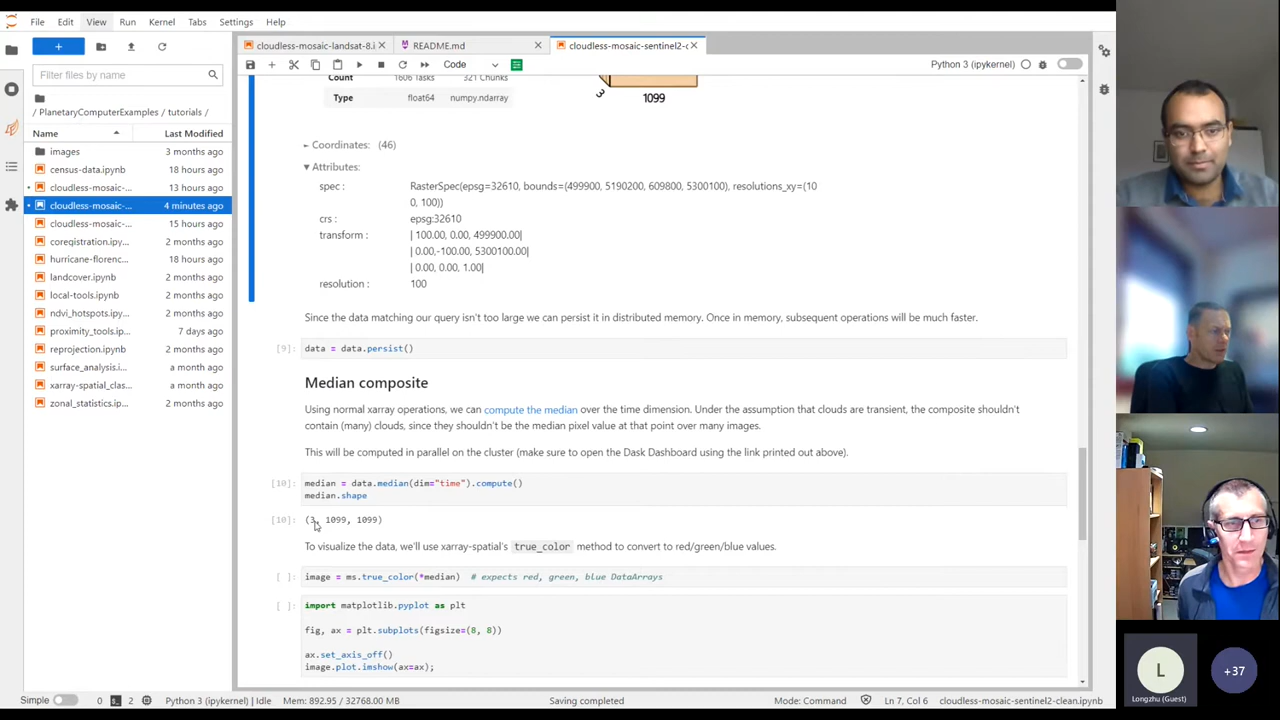 File Edit View Run Kernel Tabs Settings Help
cloudless-mosaic-landsat-8.i
README.md
cloudless-mosaic-sentinel2-c
Code
Python 3 (ipykernel)
Filter files by name
/ PlanetaryComputerExamples / tutorials /
Name Last Modified
images 3 months ago
census-data.ipynb 18 hours ago
cloudless-mosaic-... 13 hours ago
cloudless-mosaic-... 4 minutes ago
cloudless-mosaic-... 15 hours ago
coregistration.ipy... 2 months ago
hurricane-florenc... 18 hours ago
landcover.ipynb 2 months ago
local-tools.ipynb 2 months ago
ndvi_hotspots.ipy... 2 months ago
proximity_tools.ip... 7 days ago
reprojection.ipynb 2 months ago
surface_analysis.i... a month ago
xarray-spatial_clas... a month ago
zonal_statistics.ip... 2 months ago
Count 1606 Tasks 321 Chunks
Type float64 numpy.ndarray
3
1099
Coordinates: (46)
Attributes:
spec : RasterSpec(epsg=32610, bounds=(499900, 5190200, 609800, 5300100), resolutions_xy=(10
0, 100))
crs : epsg:32610
transform : | 100.00, 0.00, 499900.00|
| 0.00,-100.00, 5300100.00|
| 0.00, 0.00, 1.00|
resolution : 100
Since the data matching our query isn't too large we can persist it in distributed memory. Once in memory, subsequent operations will be much faster.
[9]: data = data.persist()
Median composite
Using normal xarray operations, we can compute the median over the time dimension. Under the assumption that clouds are transient, the composite shouldn't
contain (many) clouds, since they shouldn't be the median pixel value at that point over many images.
This will be computed in parallel on the cluster (make sure to open the Dask Dashboard using the link printed out above).
[10]: median = data.median(dim="time").compute()
median.shape
[10]: (3, 1099, 1099)
To visualize the data, we'll use xarray-spatial's true_color method to convert to red/green/blue values.
[ ]: image = ms.true_color(*median) # expects red, green, blue DataArrays
[ ]: import matplotlib.pyplot as plt
fig, ax = plt.subplots(figsize=(8, 8))
ax.set_axis_off()
image.plot.imshow(ax=ax);
Simple 0 2 Python 3 (ipykernel) | Idle Mem: 892.95 / 32768.00 MB Saving completed Mode: Command Ln 7, Col 6 cloudless-mosaic-sentinel2-clean.ipynb
L
Longzhu (Guest)
+37